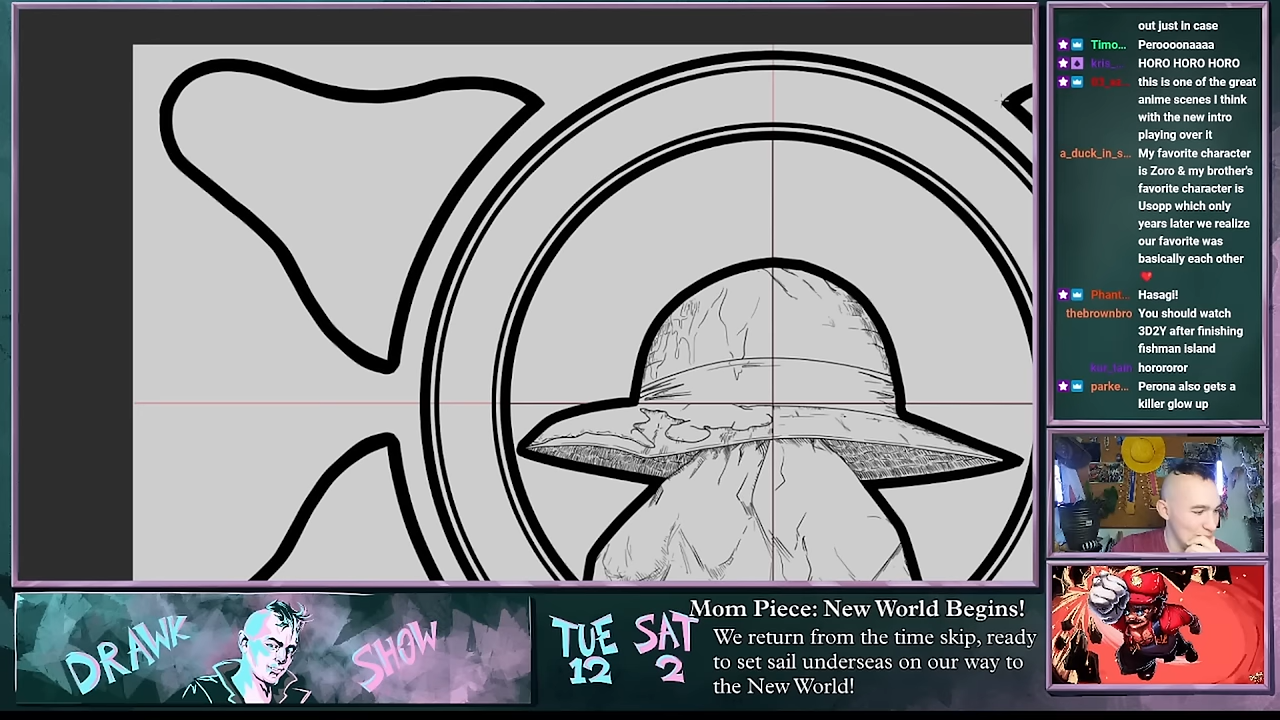 out just in case
Timo... Peroooonaaaa
kris_... HORO HORO HORO
this is one of the great
anime scenes I think
with the new intro
playing over it
a_duck_in_s... My favorite character
is Zoro & my brother's
favorite character is
Usopp which only
years later we realize
our favorite was
basically each other
❤️
Phant... Hasagi!
thebrownbro You should watch
3D2Y after finishing
fishman island
horororor
parke... Perona also gets a
killer glow up
DRAWK
SHOW
TUE SAT
12 2
Mom Piece: New World Begins!
We return from the time skip, ready
to set sail underseas on our way to
the New World!